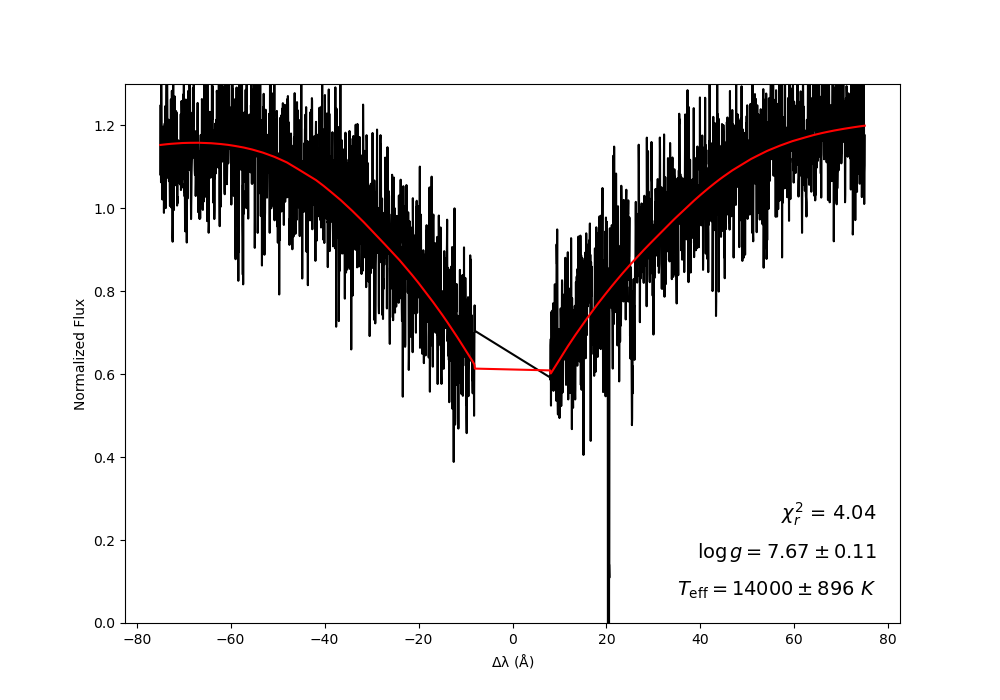 1.2
1.0
0.8
0.6
0.4
0.2
0.0
Normalized Flux
χ²ᵣ = 4.04
log g = 7.67 ± 0.11
T_eff = 14000 ± 896 K
−80 −60 −40 −20 0 20 40 60 80
Δλ (Å)